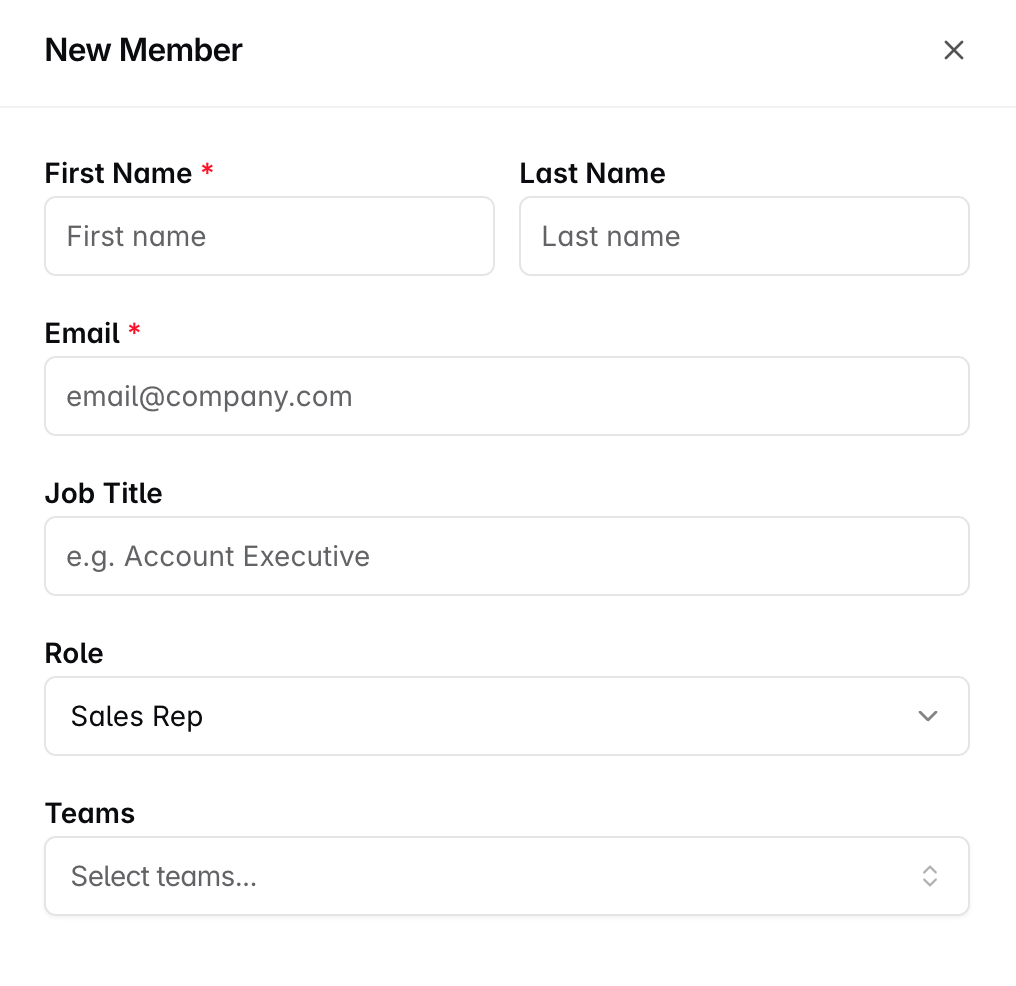 New Member
First Name *
Last Name
First name
Last name
Email *
email@company.com
Job Title
e.g. Account Executive
Role
Sales Rep
Teams
Select teams...